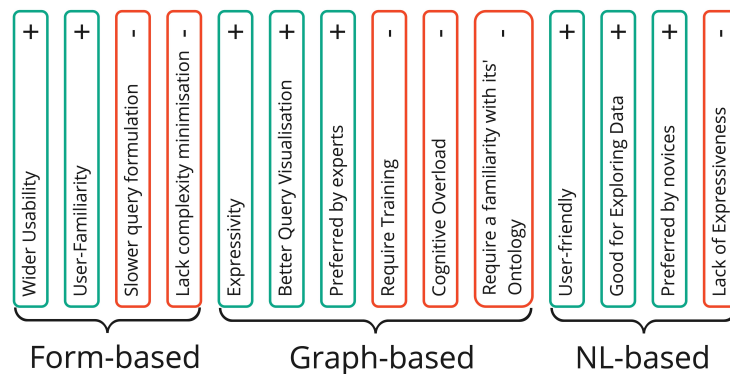 + Wider Usability
+ User-Familiarity
- Slower query formulation
- Lack complexity minimisation
+ Expressivity
+ Better Query Visualisation
+ Preferred by experts
- Require Training
- Cognitive Overload
- Require a familiarity with its'
Ontology
+ User-friendly
+ Good for Exploring Data
+ Preferred by novices
- Lack of Expressiveness
Form-based
Graph-based
NL-based